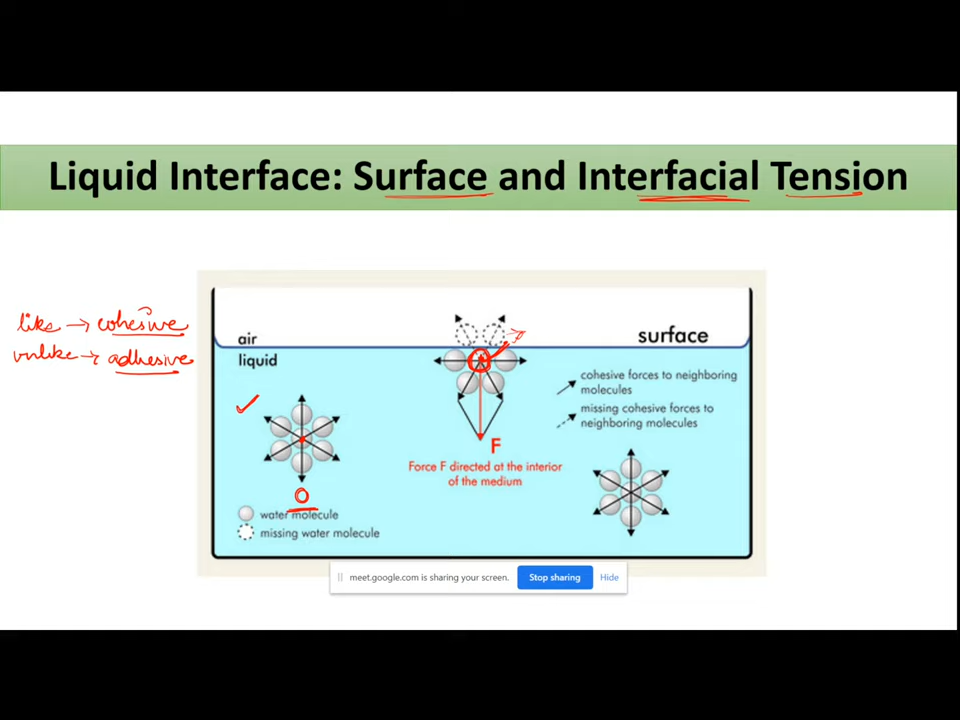 Liquid Interface: Surface and Interfacial Tension
like → cohesive
unlike → adhesive
air
liquid
surface
cohesive forces to neighboring
molecules
missing cohesive forces to
neighboring molecules
F
Force F directed at the interior
of the medium
0
water molecule
missing water molecule
meet.google.com is sharing your screen.
Stop sharing
Hide